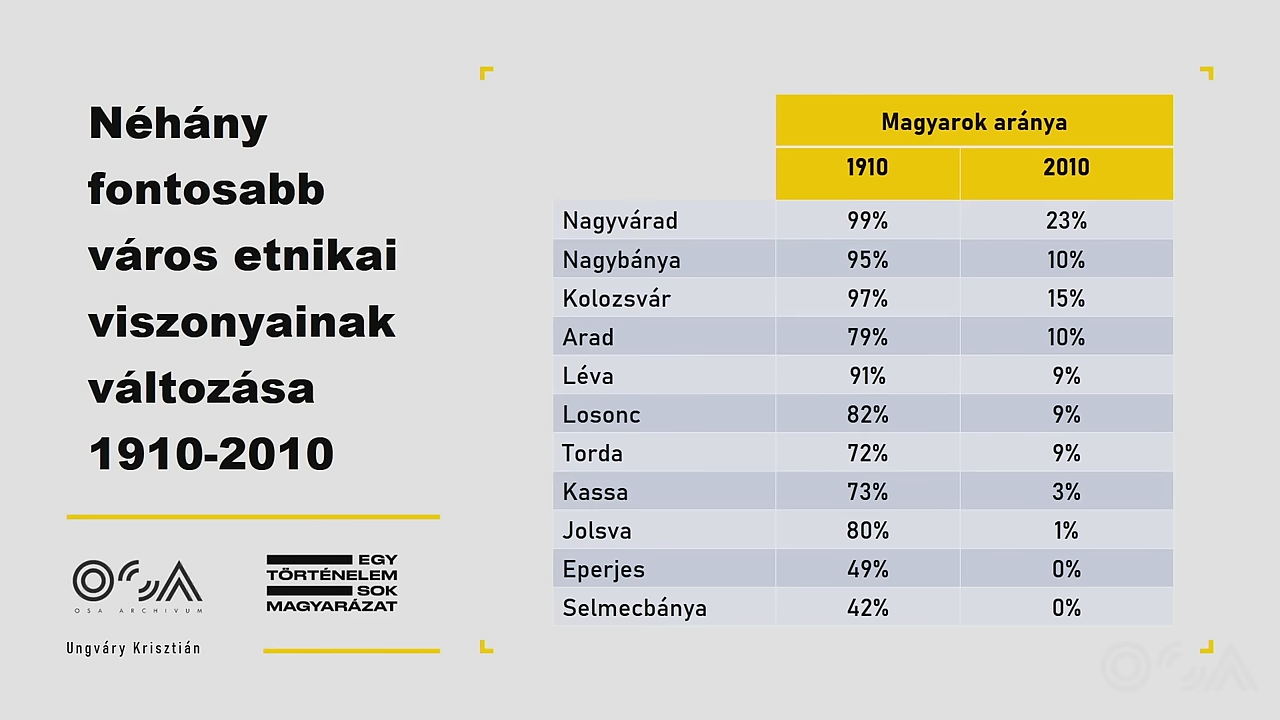 Néhány
fontosabb
város etnikai
viszonyainak
változása
1910-2010
OSA ARCHIVUM
EGY
TÖRTÉNELEM
SOK
MAGYARÁZAT
Ungváry Krisztián
Magyarok aránya
1910 2010
Nagyvárad 99% 23%
Nagybánya 95% 10%
Kolozsvár 97% 15%
Arad 79% 10%
Léva 91% 9%
Losonc 82% 9%
Torda 72% 9%
Kassa 73% 3%
Jolsva 80% 1%
Eperjes 49% 0%
Selmecbánya 42% 0%